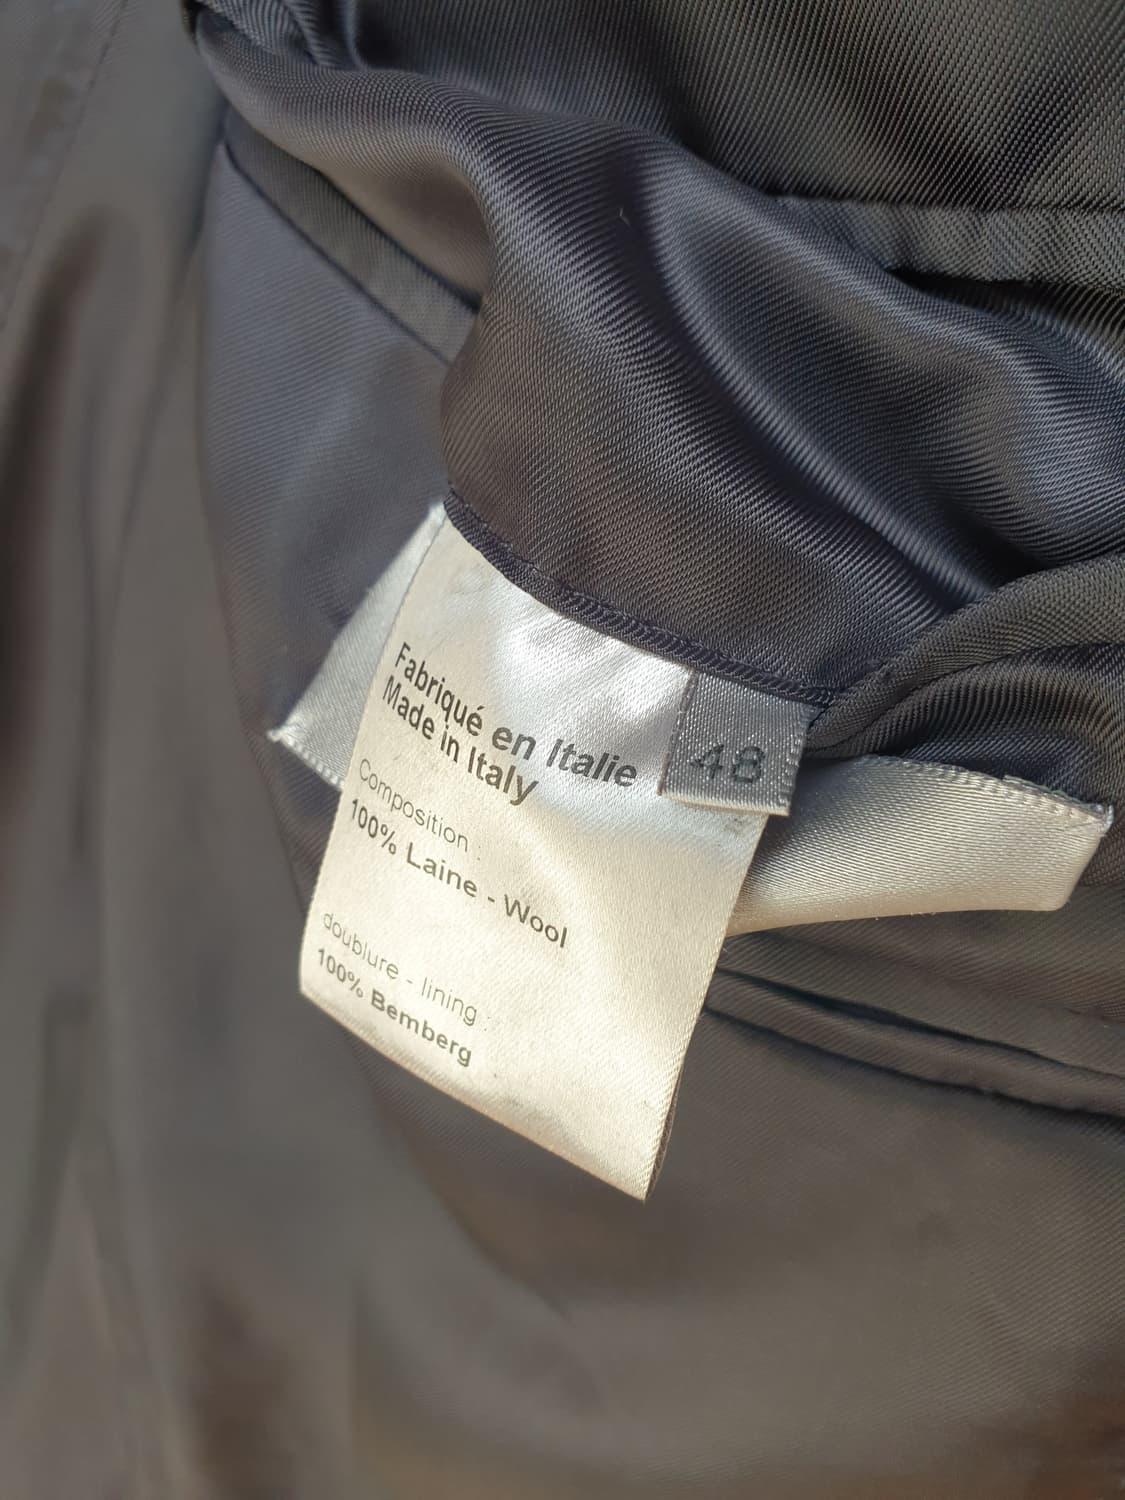 Fabriqué en Italie
Made in Italy
48
Composition :
100% Laine - Wool
doublure - lining :
100% Bemberg